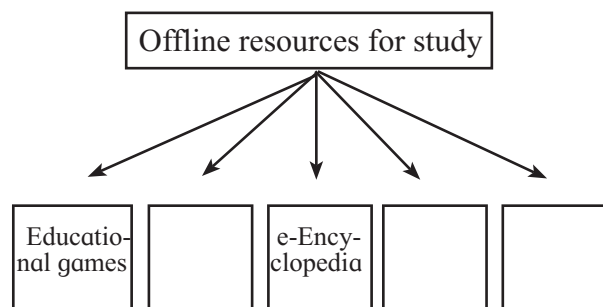 Offline resources for study
Educatio-
nal games
e-Ency-
clopedia